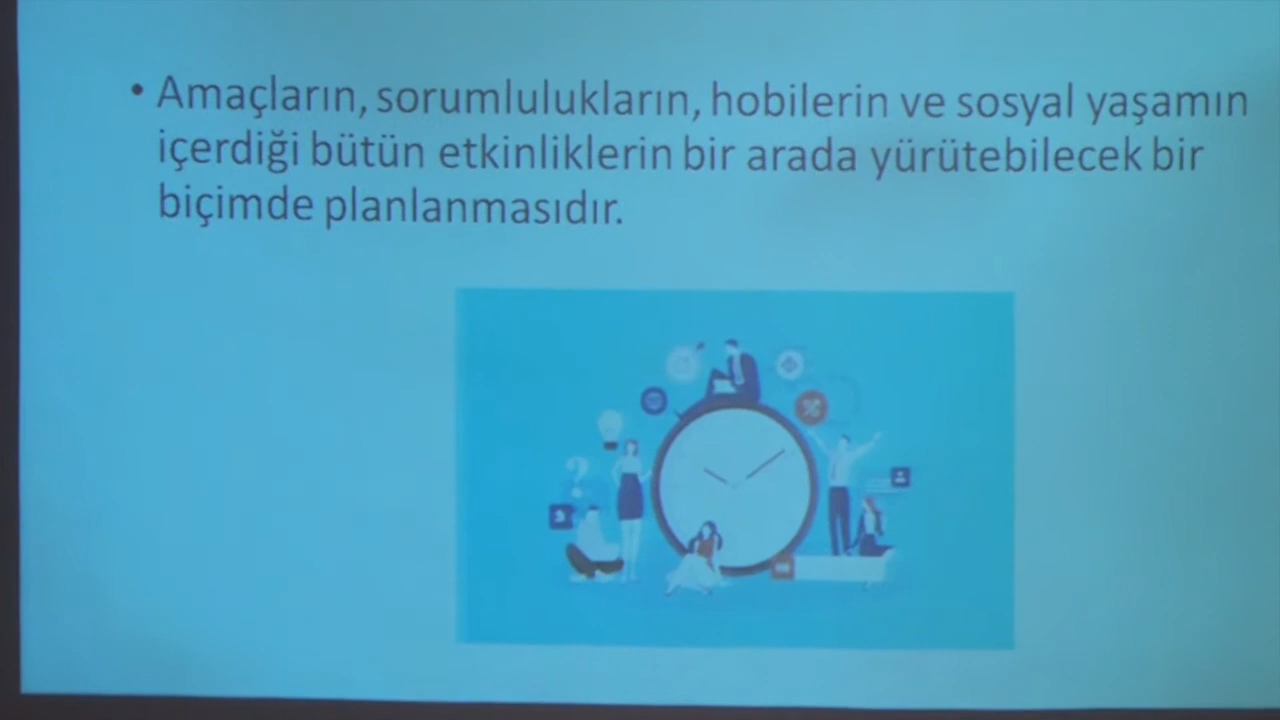 • Amaçların, sorumlulukların, hobilerin ve sosyal yaşamın
içerdiği bütün etkinliklerin bir arada yürütebilecek bir
biçimde planlanmasıdır.